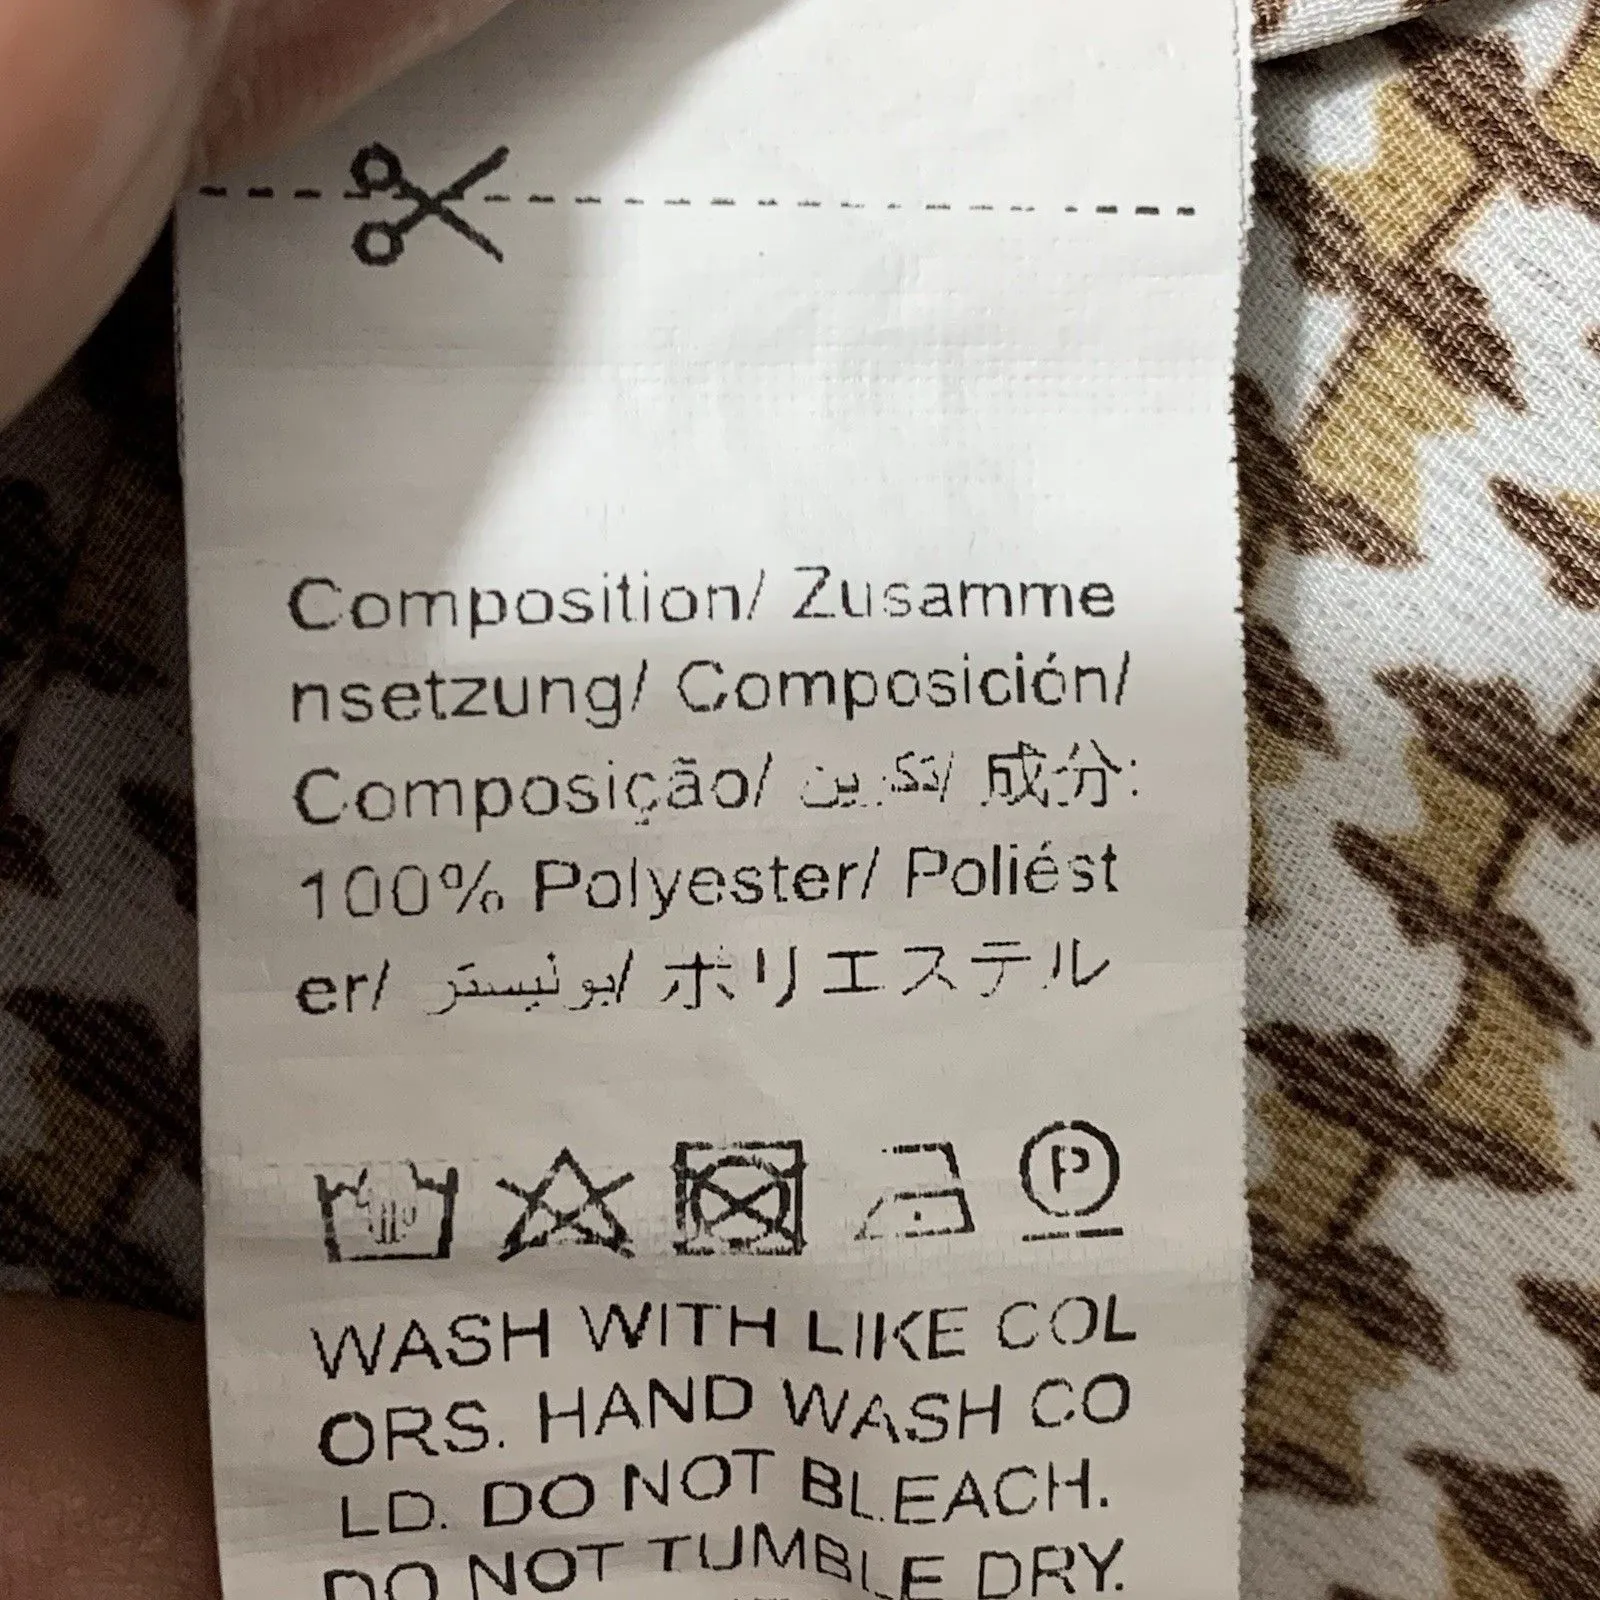 Composition/ Zusamme
nsetzung/ Composición/
Composição/ تكوين/ 成分:
100% Polyester/ Poliést
er/ بوليستر/ ポリエステル
P
WASH WITH LIKE COL
ORS. HAND WASH CO
LD. DO NOT BLEACH.
DO NOT TUMBLE DRY.